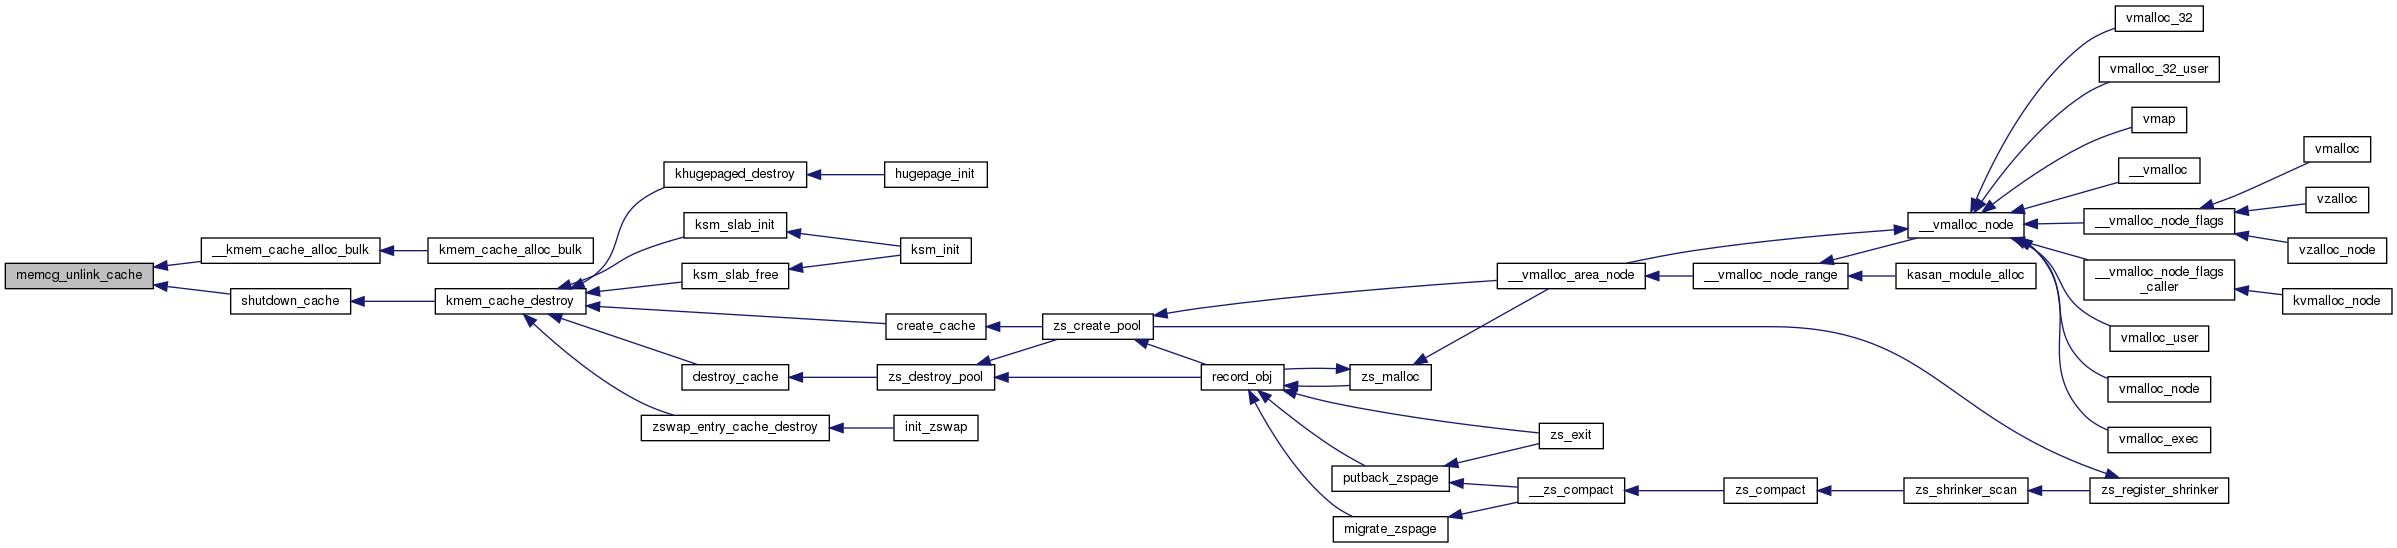 memcg_unlink_cache
__kmem_cache_alloc_bulk
kmem_cache_alloc_bulk
shutdown_cache
kmem_cache_destroy
khugepaged_destroy
hugepage_init
ksm_slab_init
ksm_init
ksm_slab_free
create_cache
zs_create_pool
destroy_cache
zs_destroy_pool
zswap_entry_cache_destroy
init_zswap
record_obj
zs_malloc
zs_exit
putback_zspage
migrate_zspage
__zs_compact
zs_compact
zs_shrinker_scan
zs_register_shrinker
__vmalloc_area_node
__vmalloc_node_range
kasan_module_alloc
__vmalloc_node
vmalloc_32
vmalloc_32_user
vmap
__vmalloc
__vmalloc_node_flags
vmalloc
vzalloc
vzalloc_node
__vmalloc_node_flags
_caller
kvmalloc_node
vmalloc_user
vmalloc_node
vmalloc_exec